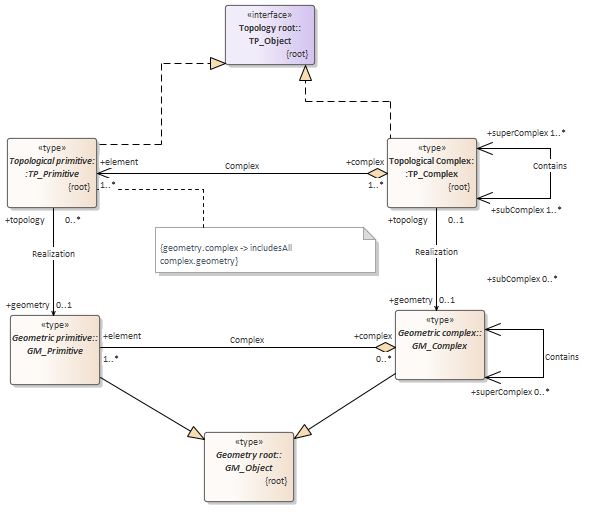 «interface»
Topology root::
TP_Object
{root}
«type»
Topological primitive:
:TP_Primitive
{root}
+element
1..*
Complex
+complex
1..*
«type»
Topological Complex:
:TP_Complex
{root}
+superComplex 1..*
Contains
+subComplex 1..*
+topology 0..*
Realization
+geometry 0..1
{geometry.complex -> includesAll
complex.geometry}
+topology 0..1
Realization
+geometry 0..1
+subComplex 0..*
«type»
Geometric primitive::
GM_Primitive
+element
1..*
Complex
+complex
0..*
«type»
Geometric complex::
GM_Complex
Contains
+superComplex 0..*
«type»
Geometry root::
GM_Object
{root}